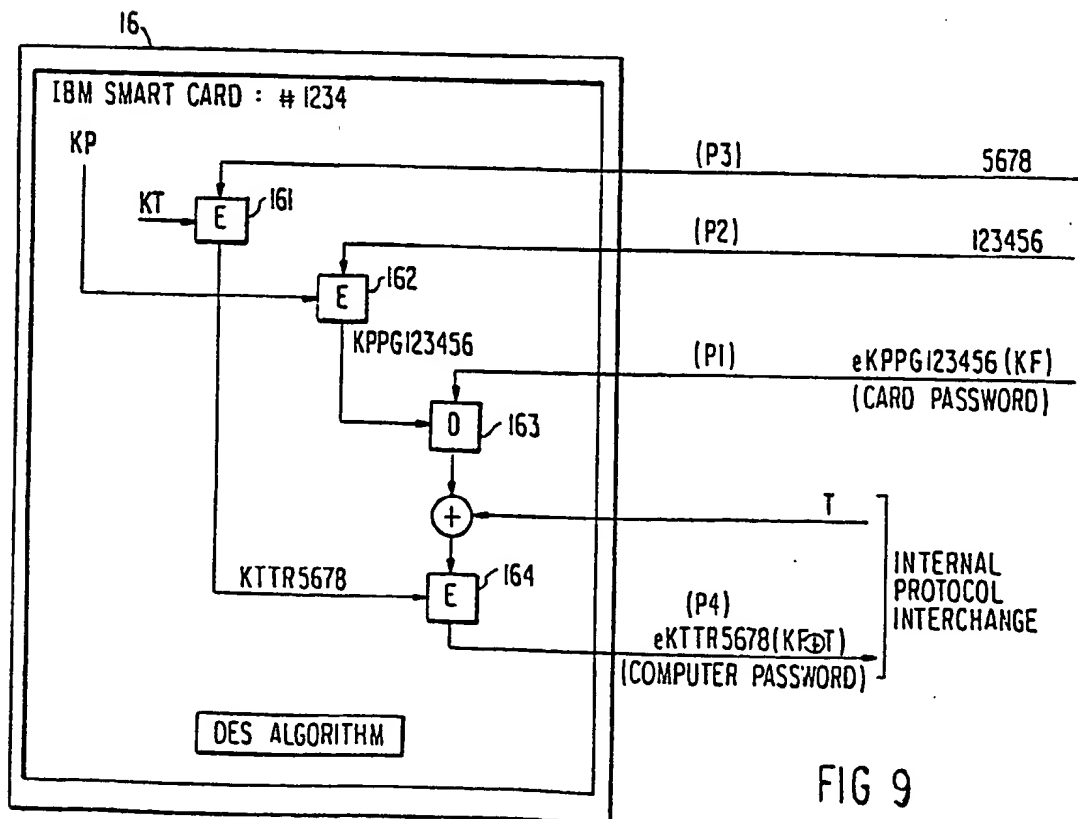 16
IBM SMART CARD : # 1234
KP
(P3) 5678
KT
E
161
(P2) 123456
E
162
KPPG123456
(P1) eKPPG123456(KF)
(CARD PASSWORD)
D
163
+
T
KTTR5678
E
164
INTERNAL
PROTOCOL
INTERCHANGE
(P4)
eKTTR5678(KF⊕T)
(COMPUTER PASSWORD)
DES ALGORITHM
FIG 9